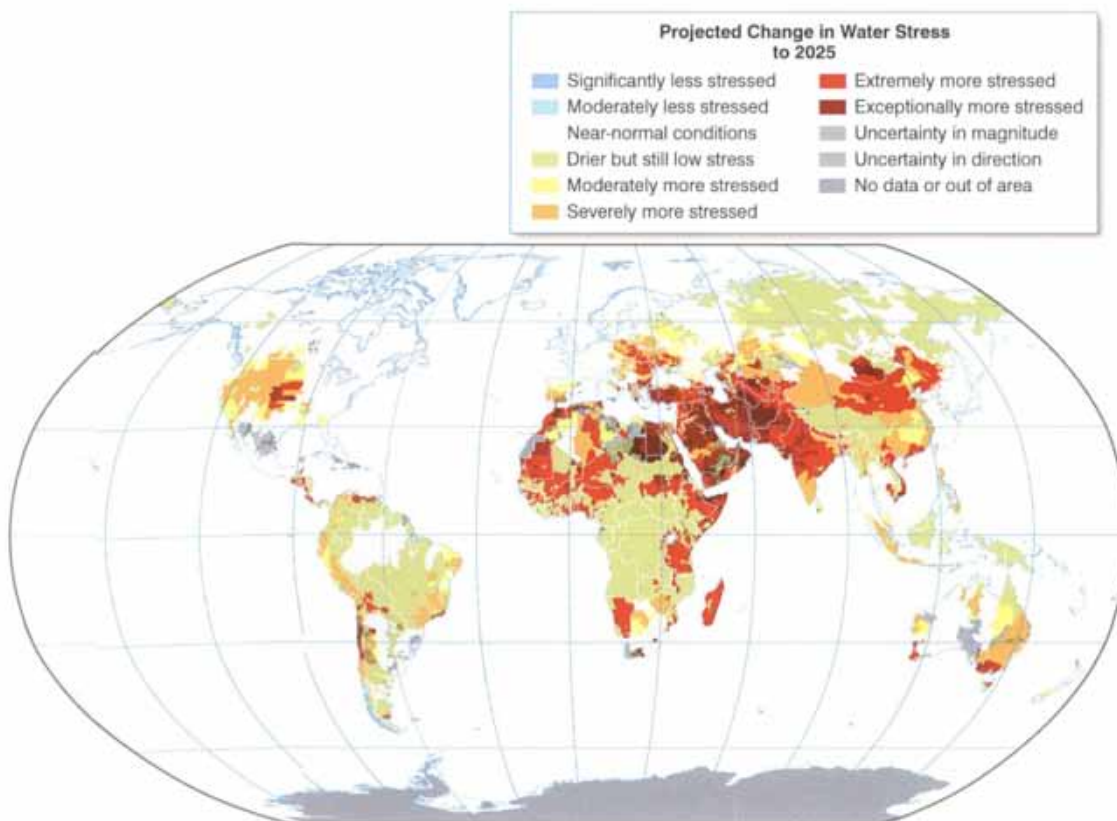 Projected Change in Water Stress
to 2025
Significantly less stressed
Moderately less stressed
Near-normal conditions
Drier but still low stress
Moderately more stressed
Severely more stressed
Extremely more stressed
Exceptionally more stressed
Uncertainty in magnitude
Uncertainty in direction
No data or out of area